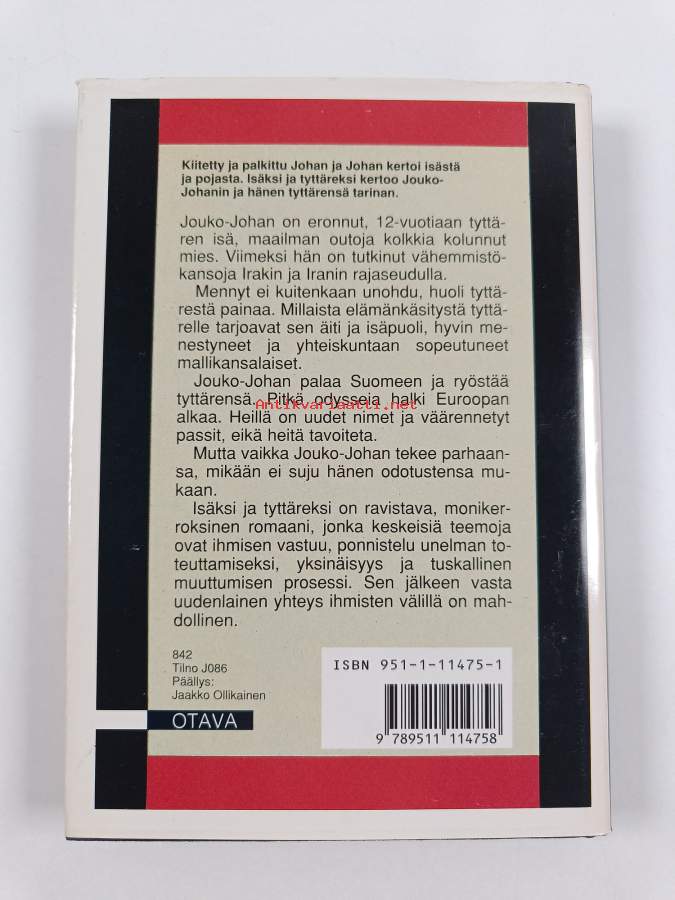 Kiitetty ja palkittu Johan ja Johan kertoi isästä
ja pojasta. Isäksi ja tyttäreksi kertoo Jouko-
Johanin ja hänen tyttärensä tarinan.
Jouko-Johan on eronnut, 12-vuotiaan tyttä-
ren isä, maailman outoja kolkkia kolunnut
mies. Viimeksi hän on tutkinut vähemmistö-
kansoja Irakin ja Iranin rajaseudulla.
Mennyt ei kuitenkaan unohdu, huoli tyttä-
restä painaa. Millaista elämänkäsitystä tyttä-
relle tarjoavat sen äiti ja isäpuoli, hyvin me-
nestyneet ja yhteiskuntaan sopeutuneet
mallikansalaiset.
Jouko-Johan palaa Suomeen ja ryöstää
tyttärensä. Pitkä odysseja halki Euroopan
Antikvariaatti.net
alkaa. Heillä on uudet nimet ja väärennetyt
passit, eikä heitä tavoiteta.
Mutta vaikka Jouko-Johan tekee parhaan-
sa, mikään ei suju hänen odotustensa mu-
kaan.
Isäksi ja tyttäreksi on ravistava, moniker-
roksinen romaani, jonka keskeisiä teemoja
ovat ihmisen vastuu, ponnistelu unelman to-
teuttamiseksi, yksinäisyys ja tuskallinen
muuttumisen prosessi. Sen jälkeen vasta
uudenlainen yhteys ihmisten välillä on mah-
dollinen.
842
Tilno J086
Päällys:
Jaakko Ollikainen
OTAVA
ISBN 951-1-11475-1
9 789511 114758